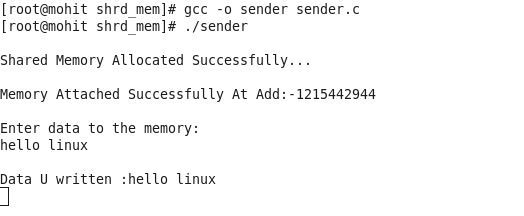 [root@mohit shrd_mem]# gcc -o sender sender.c
[root@mohit shrd_mem]# ./sender
Shared Memory Allocated Successfully...
Memory Attached Successfully At Add:-1215442944
Enter data to the memory:
hello linux
Data U written :hello linux